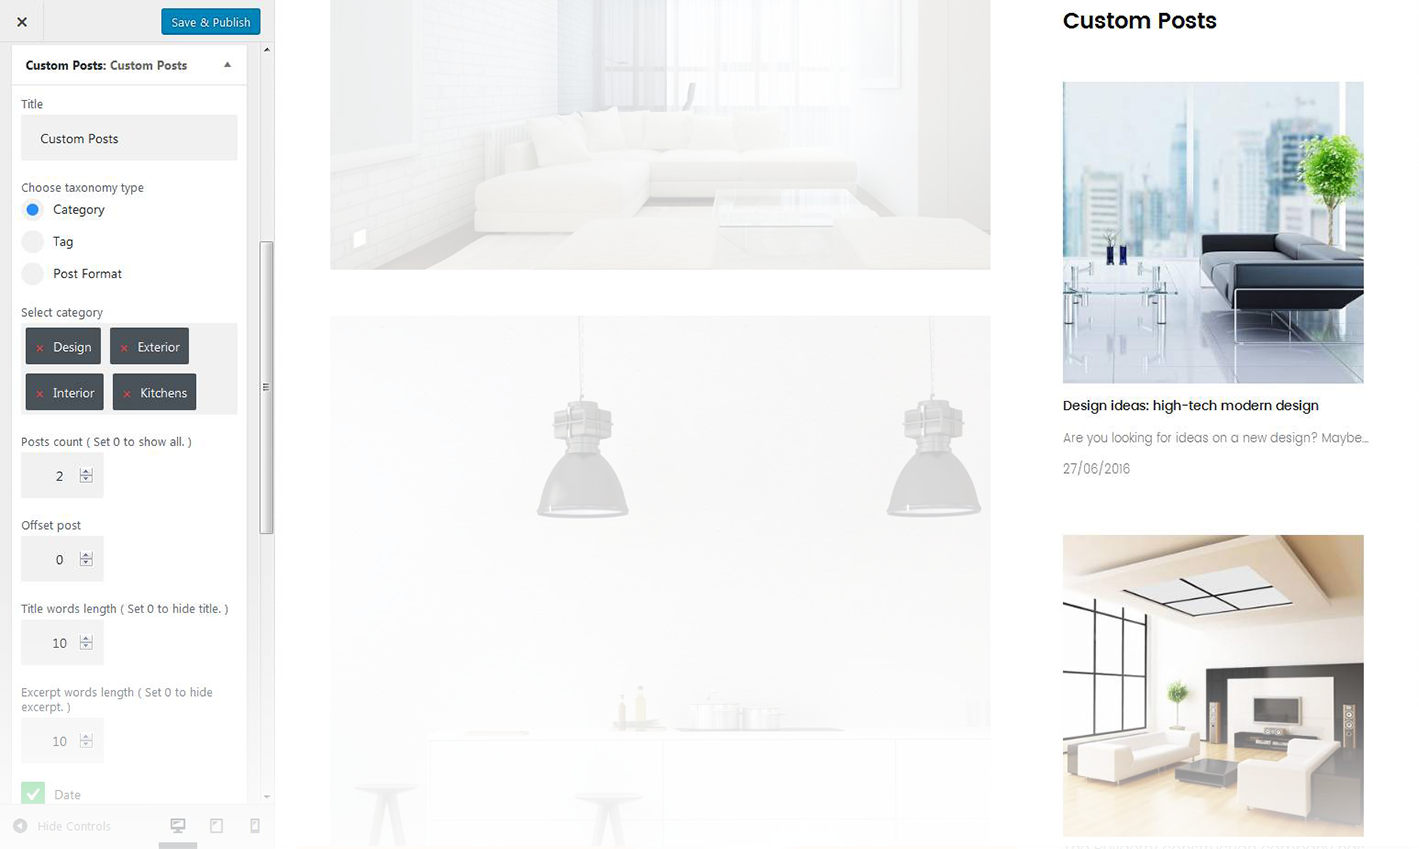 Save & Publish
Custom Posts: Custom Posts
Title
Custom Posts
Choose taxonomy type
Category
Tag
Post Format
Select category
× Design × Exterior
× Interior × Kitchens
Posts count ( Set 0 to show all. )
2
Offset post
0
Title words length ( Set 0 to hide title. )
10
Excerpt words length ( Set 0 to hide
excerpt. )
10
Date
Hide Controls
Custom Posts
Design ideas: high-tech modern design
Are you looking for ideas on a new design? Maybe...
27/06/2016